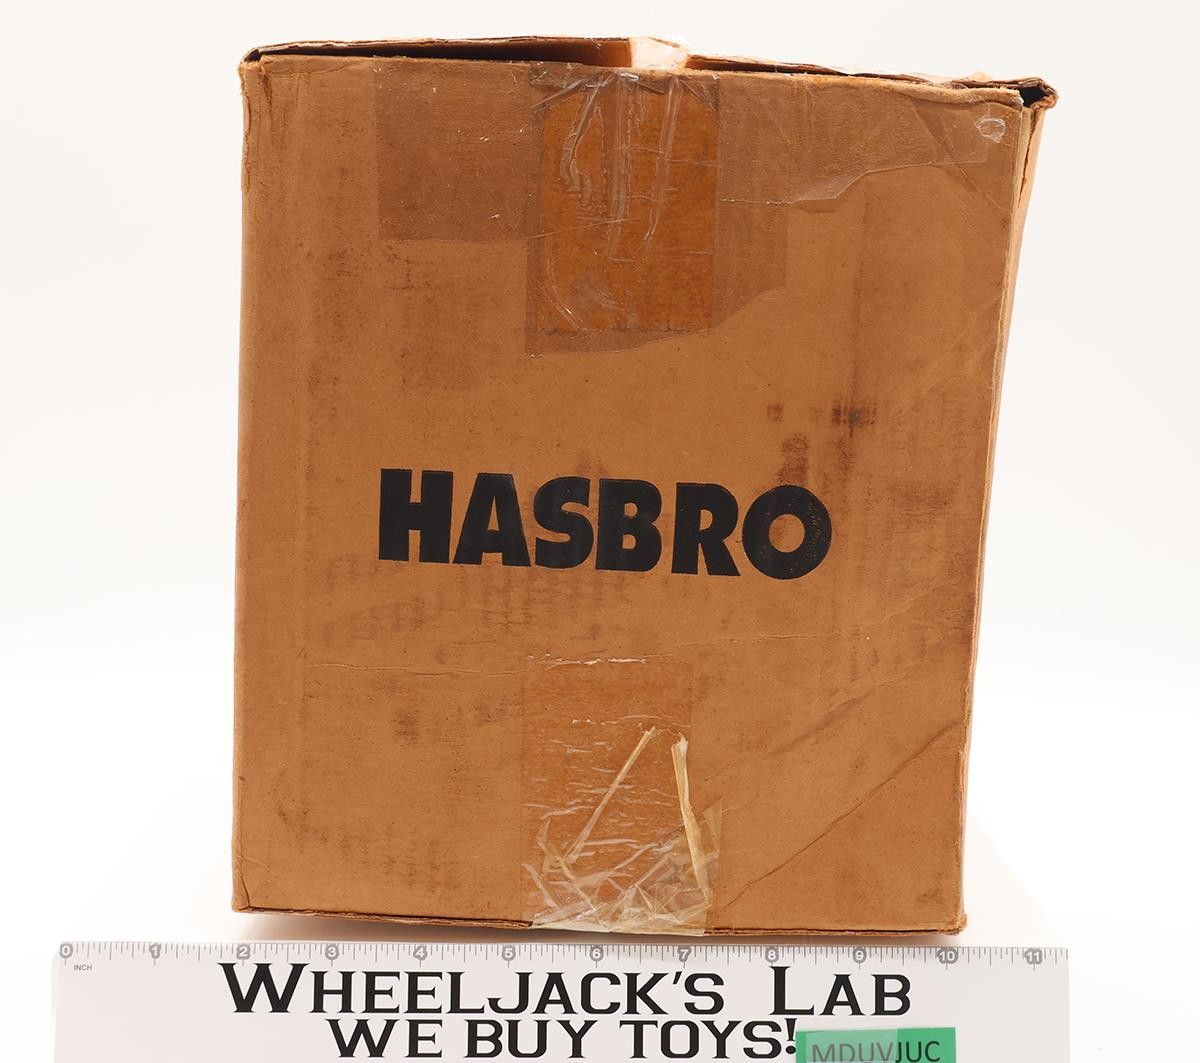 HASBRO
0 1 2 3 4 5 6 7 8 9 10 11
INCH
WHEELJACK'S LAB
WE BUY TOYS!
MDUVJUC